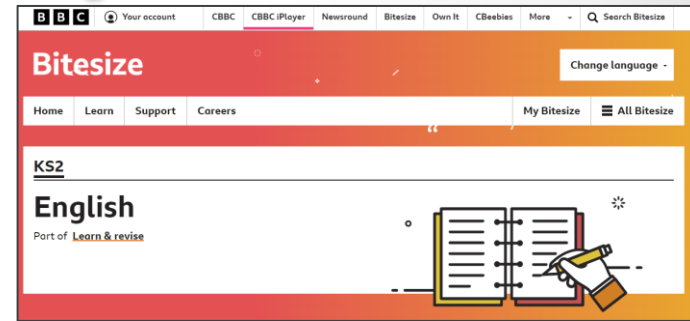 BBC Your account CBBC CBBC iPlayer Newsround Bitesize Own It CBeebies More Search Bitesize
Bitesize
Change language
Home Learn Support Careers My Bitesize All Bitesize
KS2
English
Part of Learn & revise